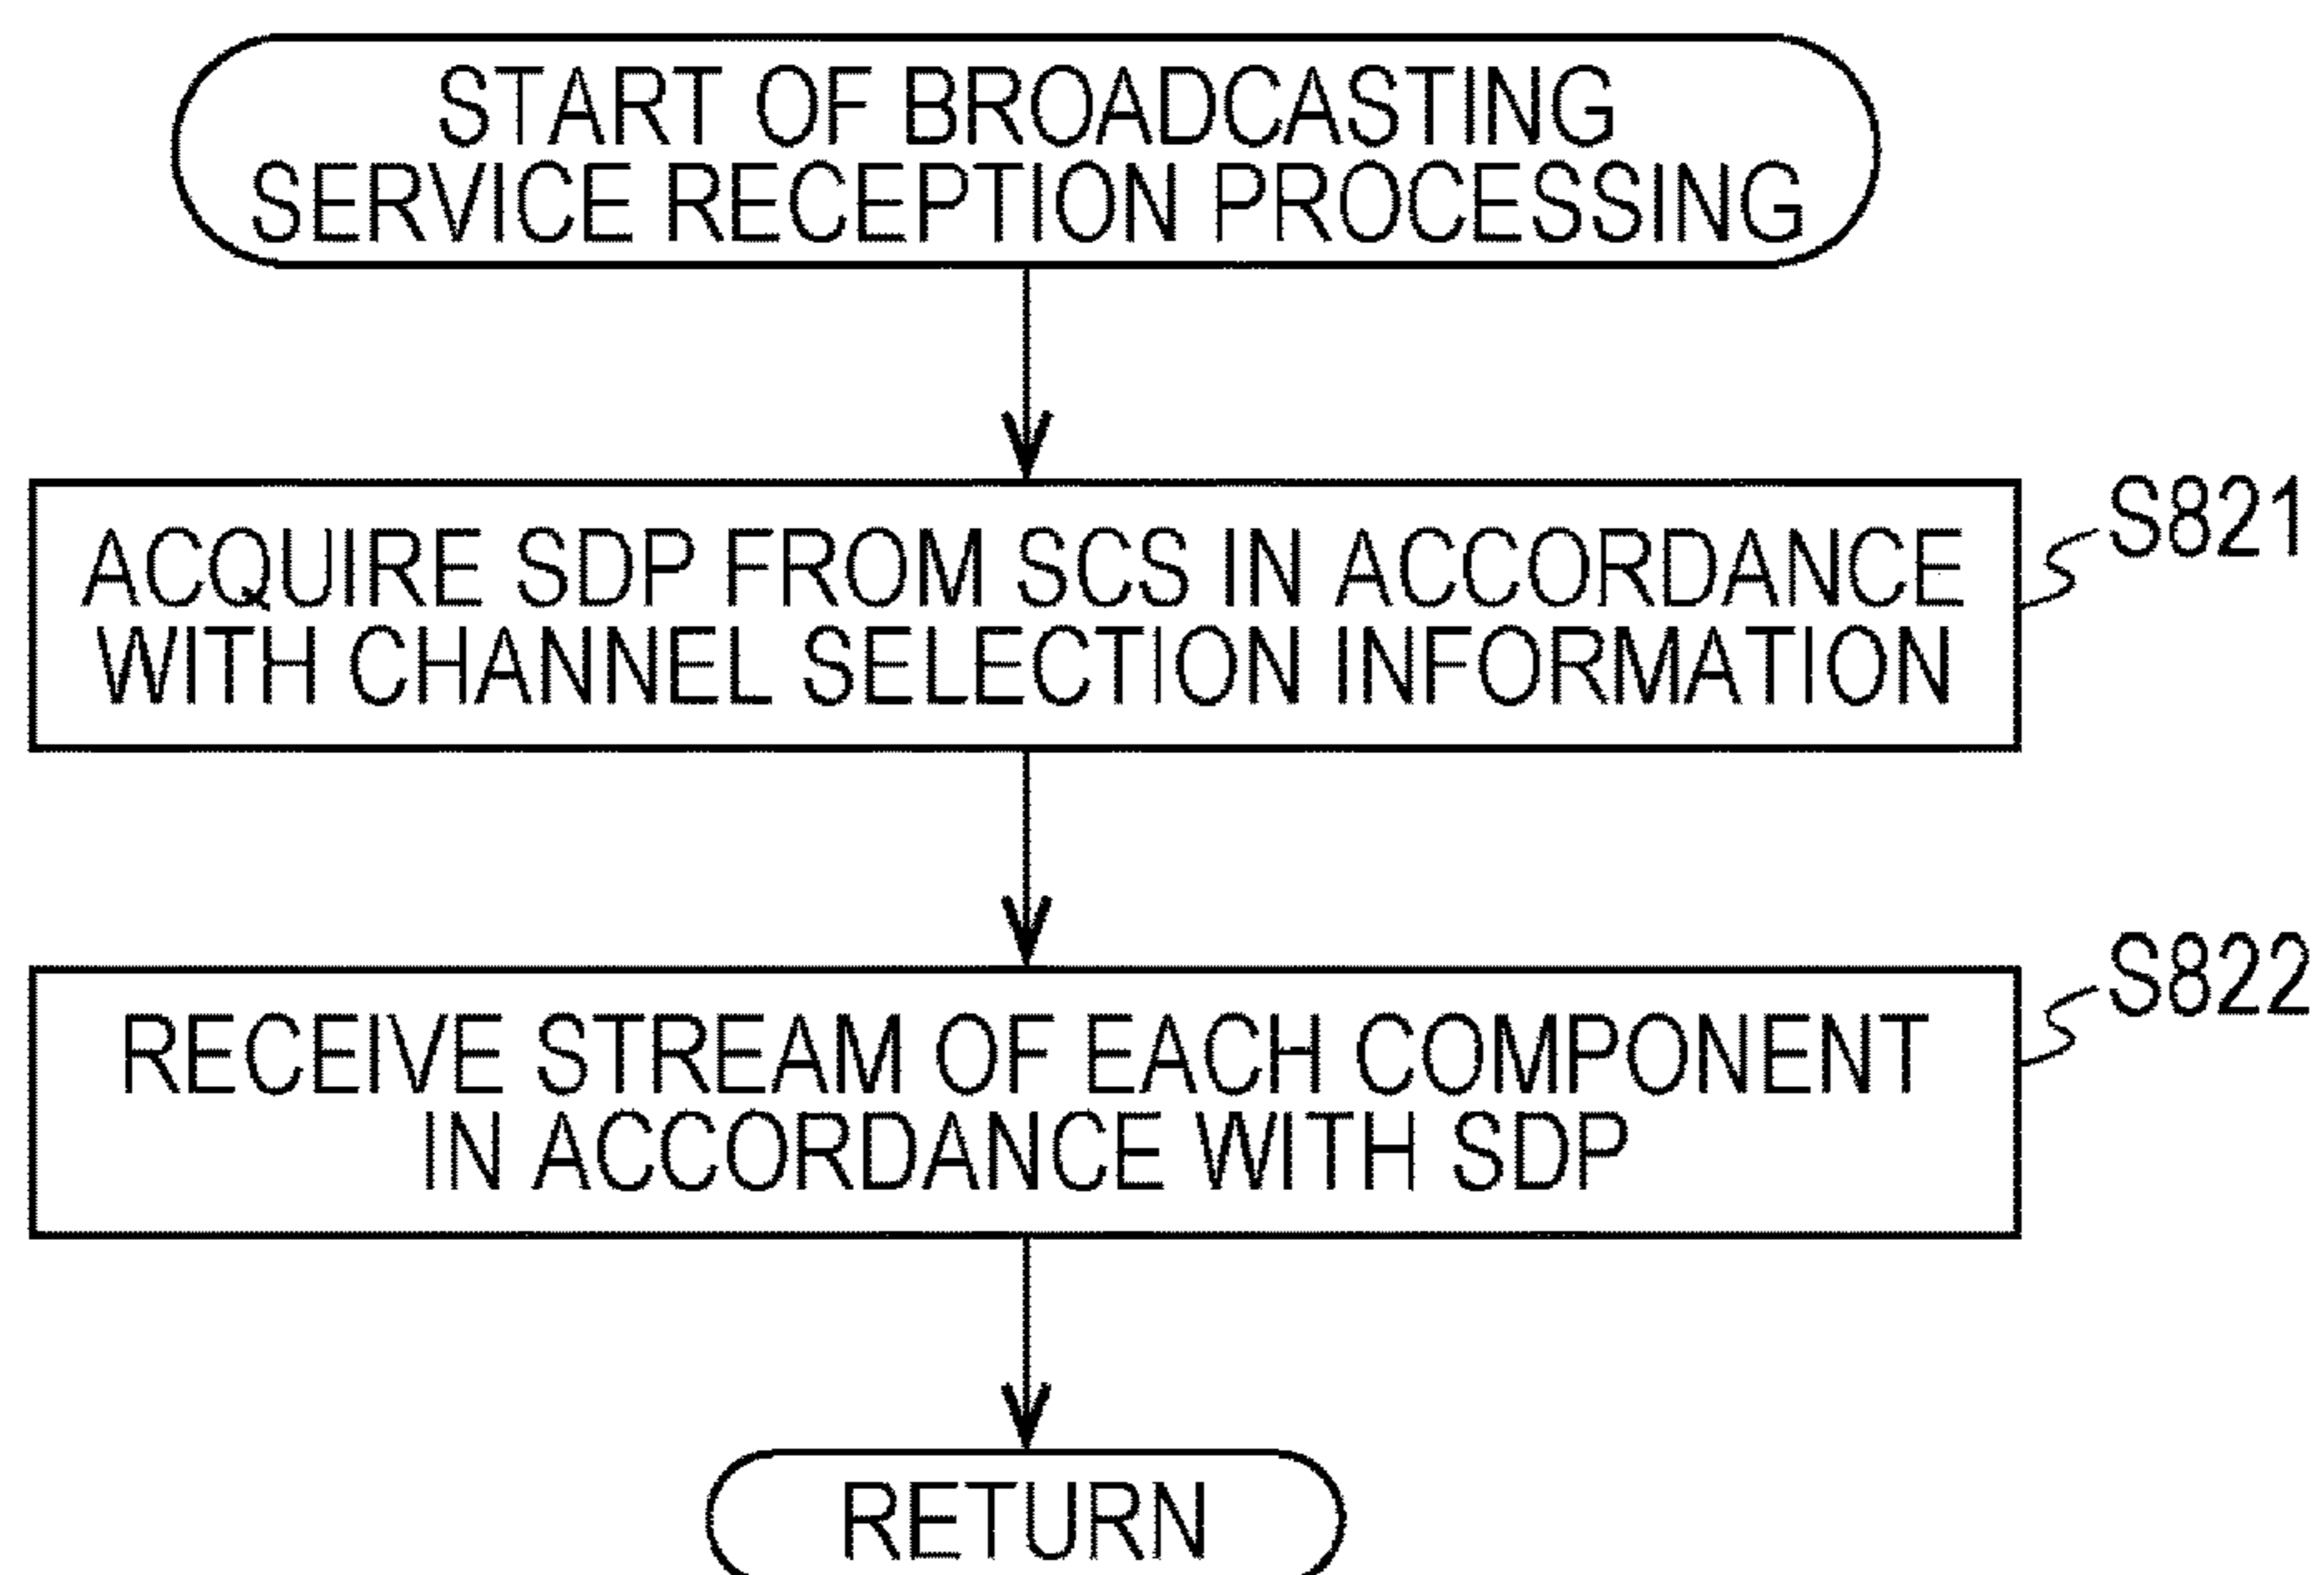 START OF BROADCASTING
SERVICE RECEPTION PROCESSING
ACQUIRE SDP FROM SCS IN ACCORDANCE
WITH CHANNEL SELECTION INFORMATION
S821
RECEIVE STREAM OF EACH COMPONENT
IN ACCORDANCE WITH SDP
S822
RETURN